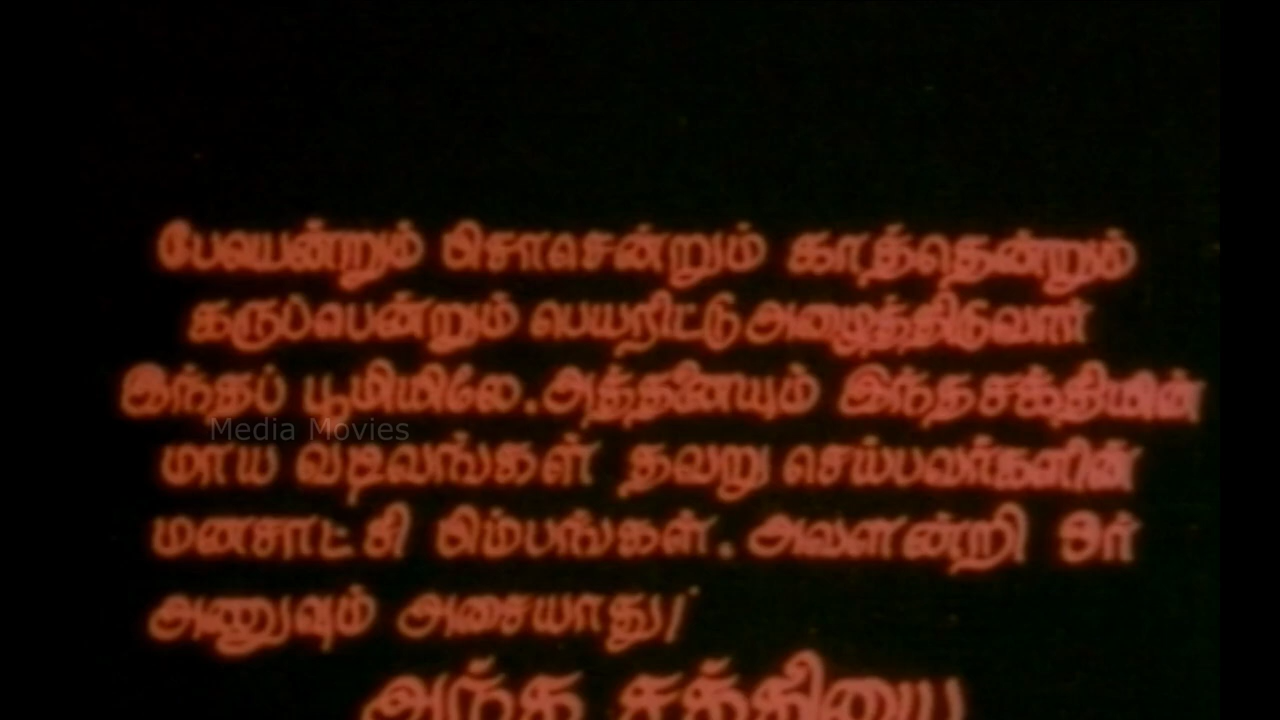 பேயென்றும் பிசாசென்றும் காத்தென்றும்
கருப்பென்றும் பெயரிட்டு அழைத்திடுவார்
இந்தப் பூமியிலே. அத்தனையும் இந்த சக்தியின்
Media Movies
மாய வடிவங்கள் தவறு செய்பவர்களின்
மனசாட்சி பிம்பங்கள். அவளன்றி ஓர்
அணுவும் அசையாது!
அந்த சக்தியை